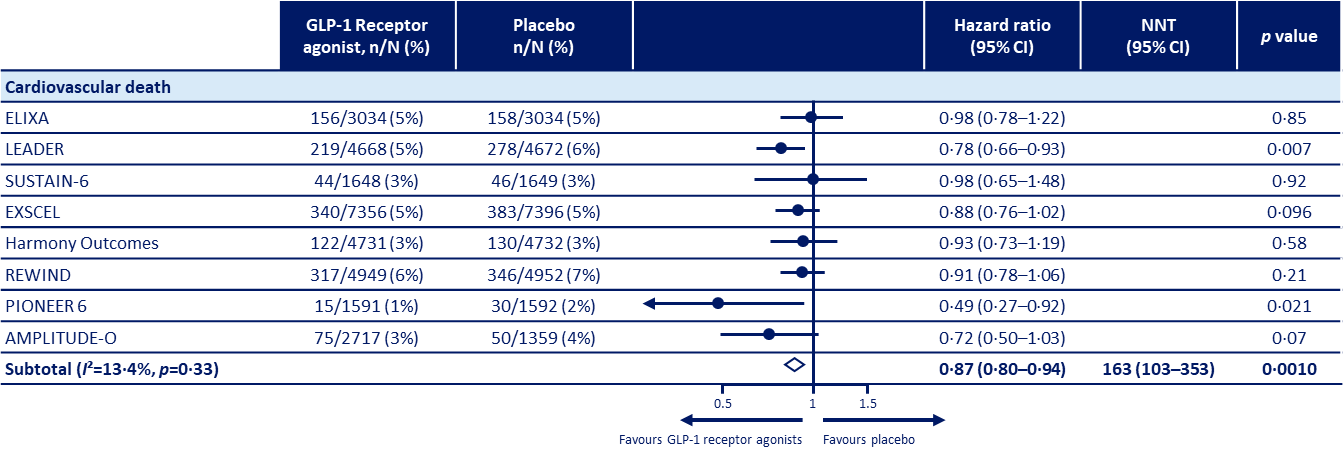 GLP-1 Receptor agonist, n/N (%) Placebo n/N (%) Hazard ratio (95% CI) NNT (95% CI) p value
Cardiovascular death
ELIXA 156/3034 (5%) 158/3034 (5%) 0·98 (0·78–1·22) 0·85
LEADER 219/4668 (5%) 278/4672 (6%) 0·78 (0·66–0·93) 0·007
SUSTAIN-6 44/1648 (3%) 46/1649 (3%) 0·98 (0·65–1·48) 0·92
EXSCEL 340/7356 (5%) 383/7396 (5%) 0·88 (0·76–1·02) 0·096
Harmony Outcomes 122/4731 (3%) 130/4732 (3%) 0·93 (0·73–1·19) 0·58
REWIND 317/4949 (6%) 346/4952 (7%) 0·91 (0·78–1·06) 0·21
PIONEER 6 15/1591 (1%) 30/1592 (2%) 0·49 (0·27–0·92) 0·021
AMPLITUDE-O 75/2717 (3%) 50/1359 (4%) 0·72 (0·50–1·03) 0·07
Subtotal (I²=13·4%, p=0·33) 0·87 (0·80–0·94) 163 (103–353) 0·0010
0.5 1 1.5
Favours GLP-1 receptor agonists Favours placebo